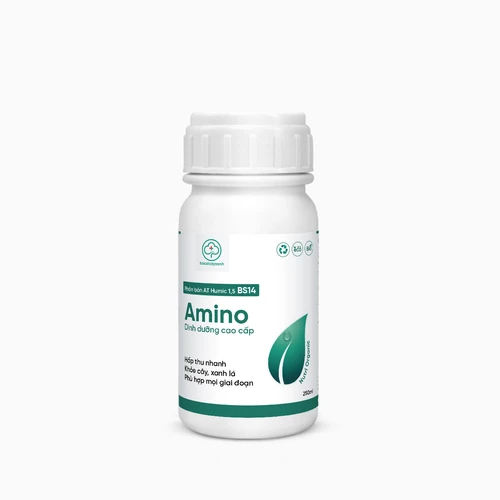 Phân bón AT Humic 1,5 BS14
Amino
Dinh dưỡng cao cấp
Hấp thu nhanh
Khỏe cây, xanh lá
Phù hợp mọi giai đoạn
Nutri Organic
250ml